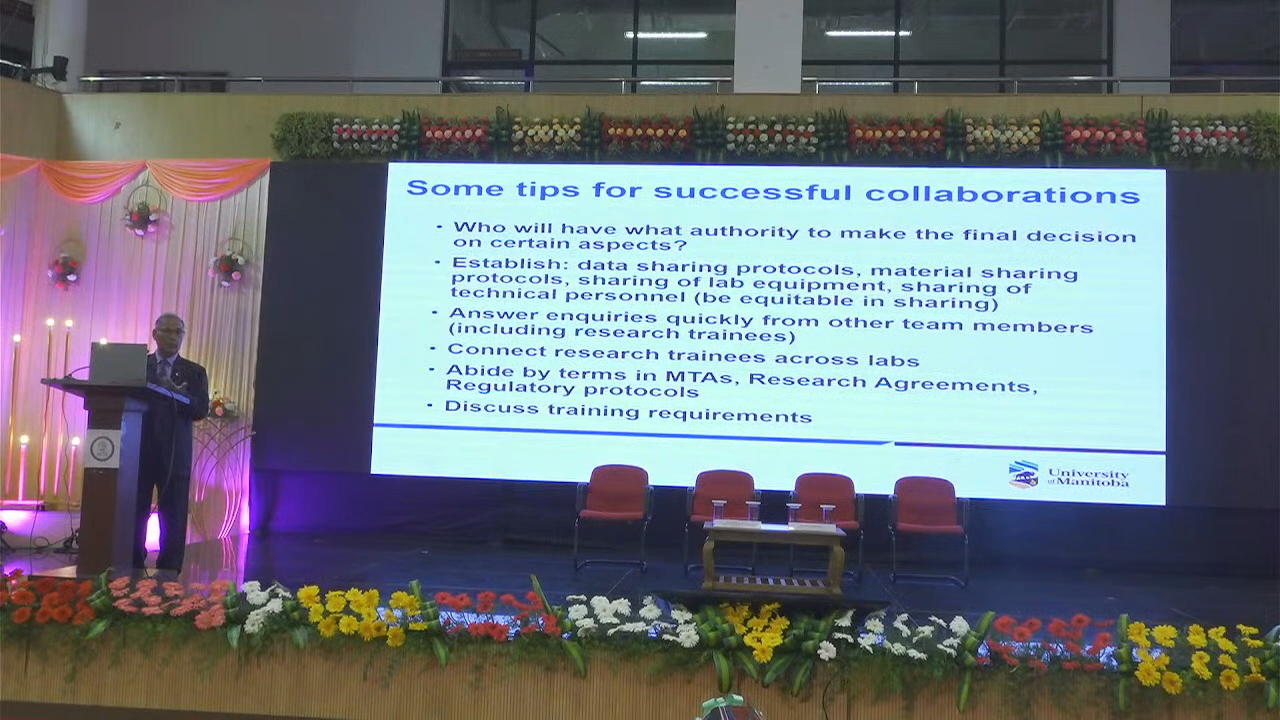 Some tips for successful collaborations
• Who will have what authority to make the final decision
on certain aspects?
• Establish: data sharing protocols, material sharing
protocols, sharing of lab equipment, sharing of
technical personnel (be equitable in sharing)
• Answer enquiries quickly from other team members
(including research trainees)
• Connect research trainees across labs
• Abide by terms in MTAs, Research Agreements,
Regulatory protocols
• Discuss training requirements
University
of Manitoba